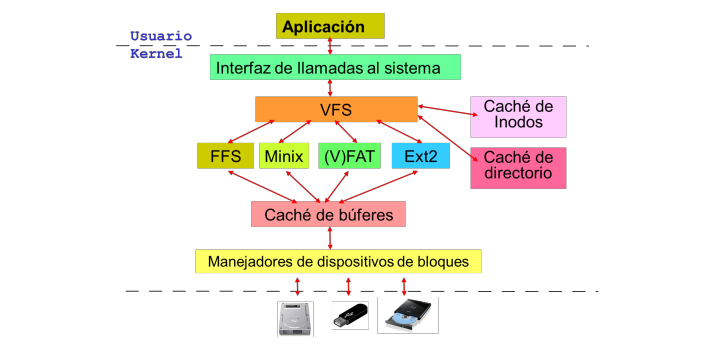 Aplicación
Usuario
Kernel
Interfaz de llamadas al sistema
VFS
Caché de
Inodos
FFS
Minix
(V)FAT
Ext2
Caché de
directorio
Caché de búferes
Manejadores de dispositivos de bloques